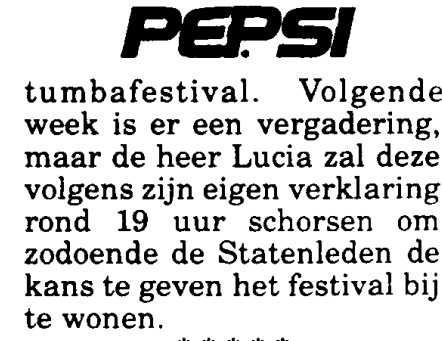 PEPSI
tumbafestival. Volgende
week is er een vergadering,
maar de heer Lucia zal deze
volgens zijn eigen verklaring
rond 19 uur schorsen om
zodoende de Statenleden de
kans te geven het festival bij
te wonen.
* * * * *